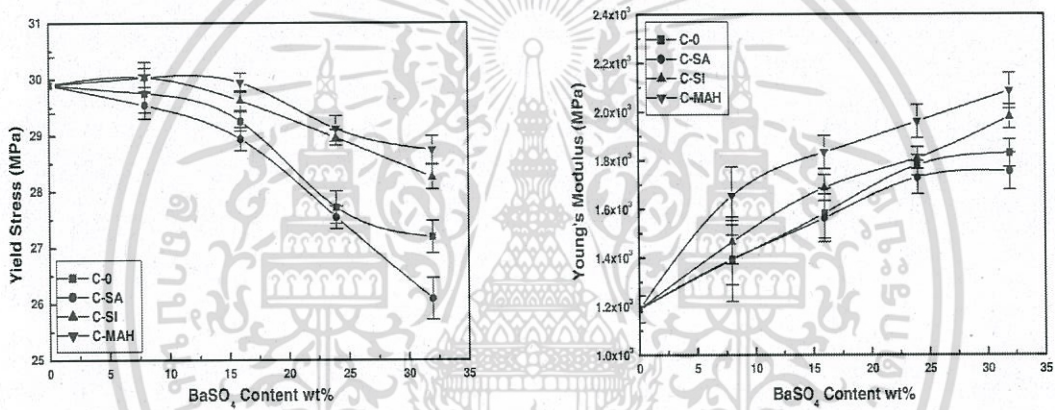 31
30
29
28
27
26
25
Yield Stress (MPa)
C-0
C-SA
C-SI
C-MAH
0 5 10 15 20 25 30 35
BaSO₄ Content wt%
2.4x10³
2.2x10³
2.0x10³
1.8x10³
1.6x10³
1.4x10³
1.2x10³
1.0x10³
Young's Modulus (MPa)
C-0
C-SA
C-SI
C-MAH
0 5 10 15 20 25 30 35
BaSO₄ Content wt%